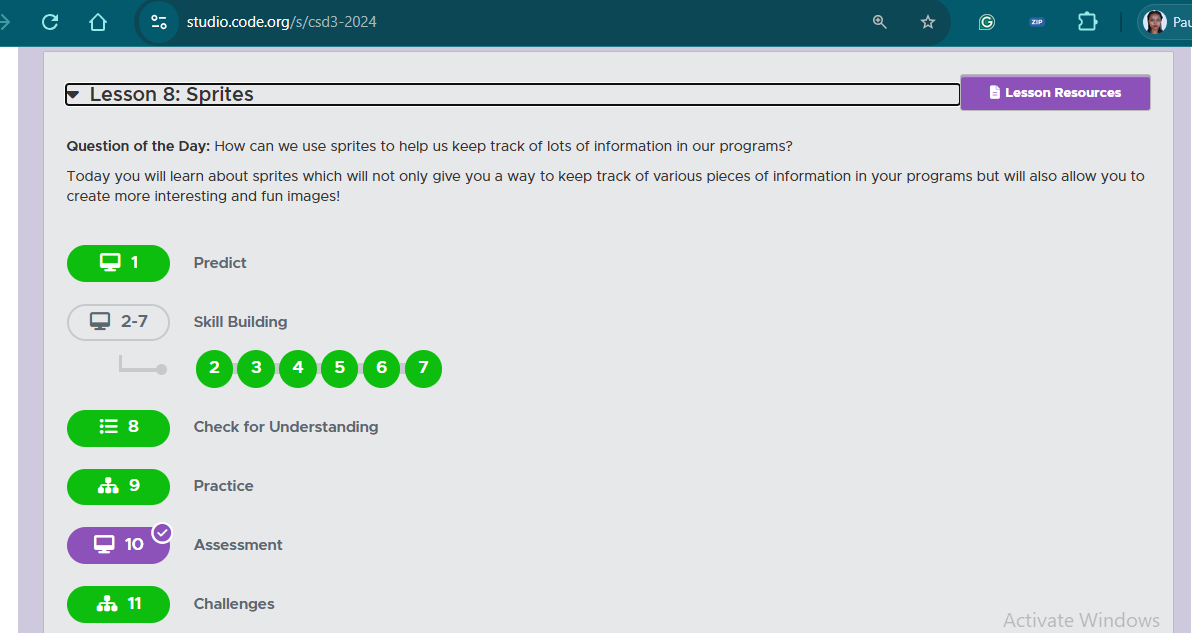 studio.code.org/s/csd3-2024
ZIP
Pau
Lesson 8: Sprites
Lesson Resources
Question of the Day: How can we use sprites to help us keep track of lots of information in our programs?
Today you will learn about sprites which will not only give you a way to keep track of various pieces of information in your programs but will also allow you to
create more interesting and fun images!
1 Predict
2-7 Skill Building
2 3 4 5 6 7
8 Check for Understanding
9 Practice
10 Assessment
11 Challenges
Activate Windows